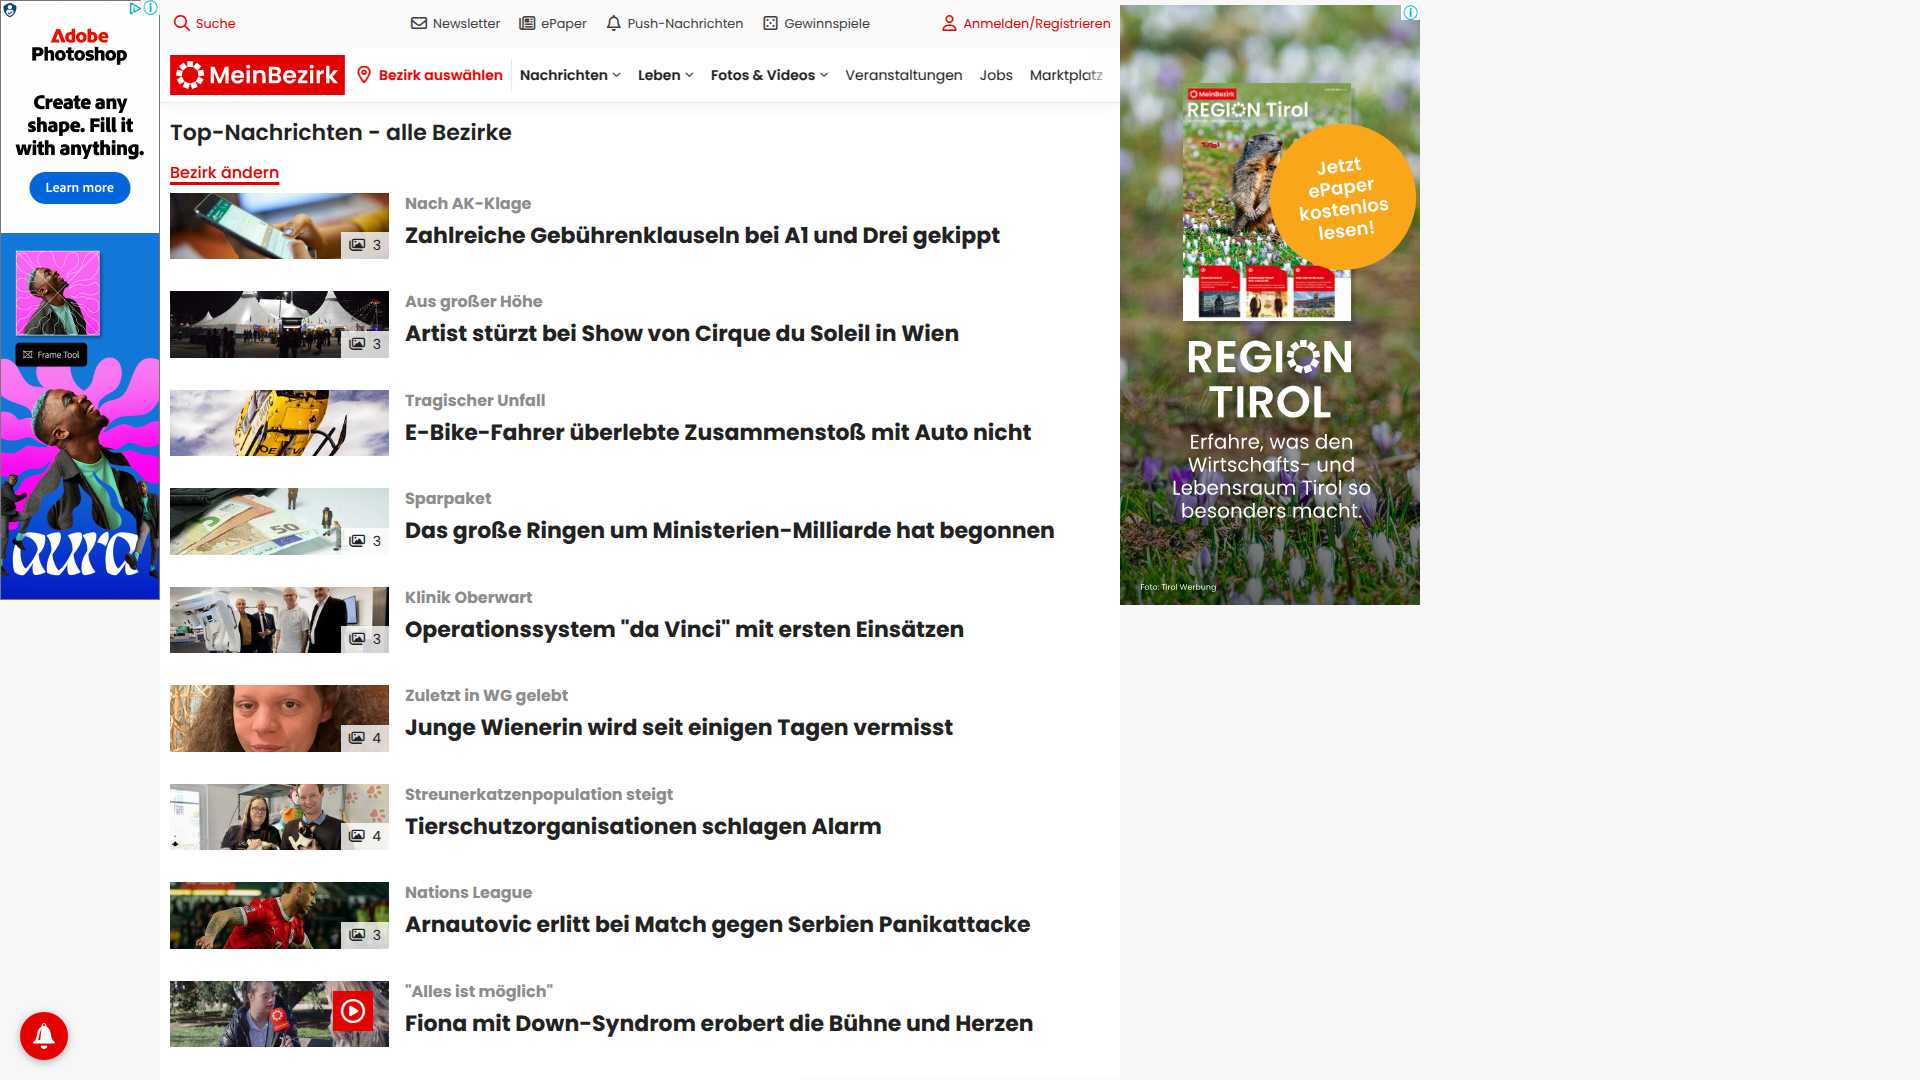 Adobe
Photoshop
Create any
shape. Fill it
with anything.
Learn more
Frame Tool
aura
Suche
Newsletter
ePaper
Push-Nachrichten
Gewinnspiele
Anmelden/Registrieren
MeinBezirk
Bezirk auswählen
Nachrichten
Leben
Fotos & Videos
Veranstaltungen
Jobs
Marktplatz
Top-Nachrichten - alle Bezirke
Bezirk ändern
3
Nach AK-Klage
Zahlreiche Gebührenklauseln bei A1 und Drei gekippt
3
Aus großer Höhe
Artist stürzt bei Show von Cirque du Soleil in Wien
Tragischer Unfall
E-Bike-Fahrer überlebte Zusammenstoß mit Auto nicht
50
3
Sparpaket
Das große Ringen um Ministerien-Milliarde hat begonnen
3
Klinik Oberwart
Operationssystem "da Vinci" mit ersten Einsätzen
4
Zuletzt in WG gelebt
Junge Wienerin wird seit einigen Tagen vermisst
4
Streunerkatzenpopulation steigt
Tierschutzorganisationen schlagen Alarm
3
Nations League
Arnautovic erlitt bei Match gegen Serbien Panikattacke
"Alles ist möglich"
Fiona mit Down-Syndrom erobert die Bühne und Herzen
MeinBezirk
REGION Tirol
Tirol
Jetzt
ePaper
kostenlos
lesen!
REGION
TIROL
Erfahre, was den
Wirtschafts- und
Lebensraum Tirol so
besonders macht.
Foto: Tirol Werbung